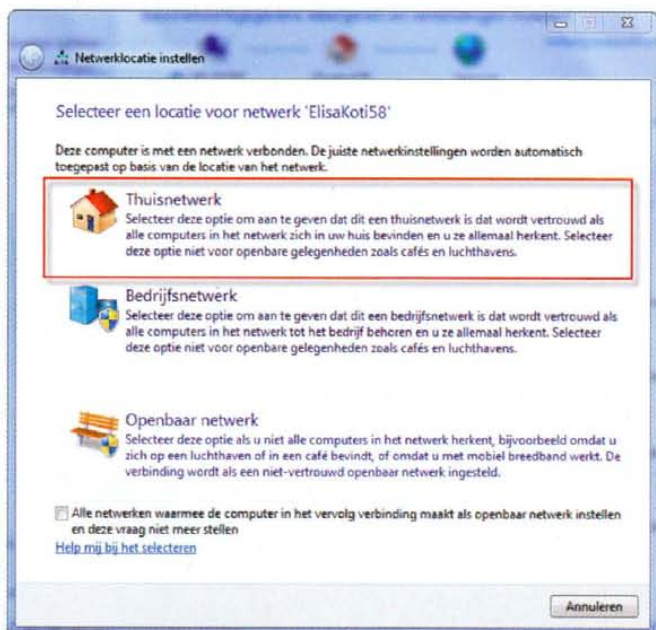 Netwerklocatie instellen
Selecteer een locatie voor netwerk 'ElisaKoti58'
Deze computer is met een netwerk verbonden. De juiste netwerkinstellingen worden automatisch
toegepast op basis van de locatie van het netwerk.
Thuisnetwerk
Selecteer deze optie om aan te geven dat dit een thuisnetwerk is dat wordt vertrouwd als
alle computers in het netwerk zich in uw huis bevinden en u ze allemaal herkent. Selecteer
deze optie niet voor openbare gelegenheden zoals cafés en luchthavens.
Bedrijfsnetwerk
Selecteer deze optie om aan te geven dat dit een bedrijfsnetwerk is dat wordt vertrouwd als
alle computers in het netwerk tot het bedrijf behoren en u ze allemaal herkent. Selecteer
deze optie niet voor openbare gelegenheden zoals cafés en luchthavens.
Openbaar netwerk
Selecteer deze optie als u niet alle computers in het netwerk herkent, bijvoorbeeld omdat u
zich op een luchthaven of in een café bevindt, of omdat u met mobiel breedband werkt. De
verbinding wordt als een niet-vertrouwd openbaar netwerk ingesteld.
Alle netwerken waarmee de computer in het vervolg verbinding maakt als openbaar netwerk instellen
en deze vraag niet meer stellen
Help mij bij het selecteren
Annuleren